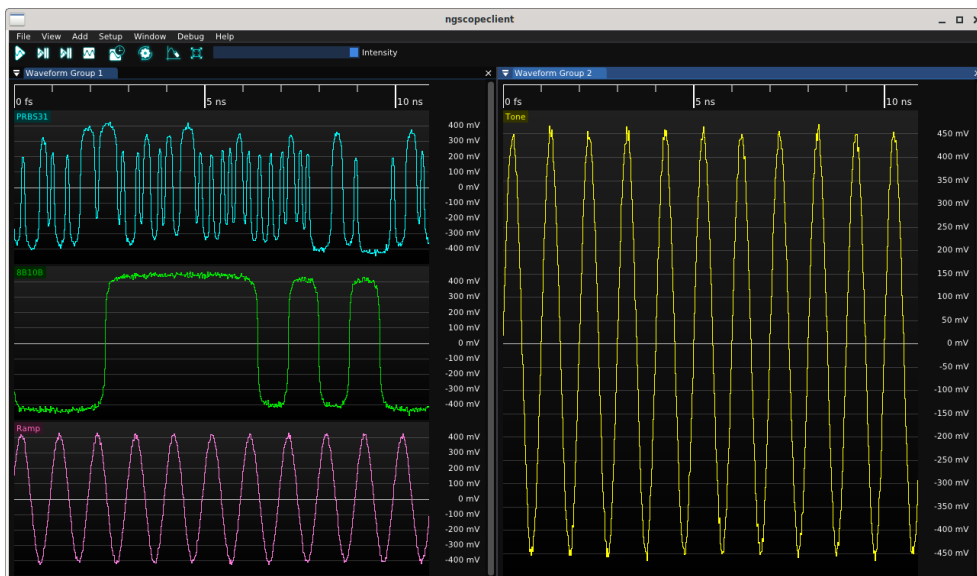 ngscopeclient
File View Add Setup Window Debug Help
Intensity
Waveform Group 1
0 fs 5 ns 10 ns
PRBS31
400 mV
300 mV
200 mV
100 mV
0 mV
-100 mV
-200 mV
-300 mV
-400 mV
8B10B
400 mV
300 mV
200 mV
100 mV
0 mV
-100 mV
-200 mV
-300 mV
-400 mV
Ramp
400 mV
300 mV
200 mV
100 mV
0 mV
-100 mV
-200 mV
-300 mV
-400 mV
Waveform Group 2
0 fs 5 ns 10 ns
Tone
450 mV
400 mV
350 mV
300 mV
250 mV
200 mV
150 mV
100 mV
50 mV
0 mV
-50 mV
-100 mV
-150 mV
-200 mV
-250 mV
-300 mV
-350 mV
-400 mV
-450 mV